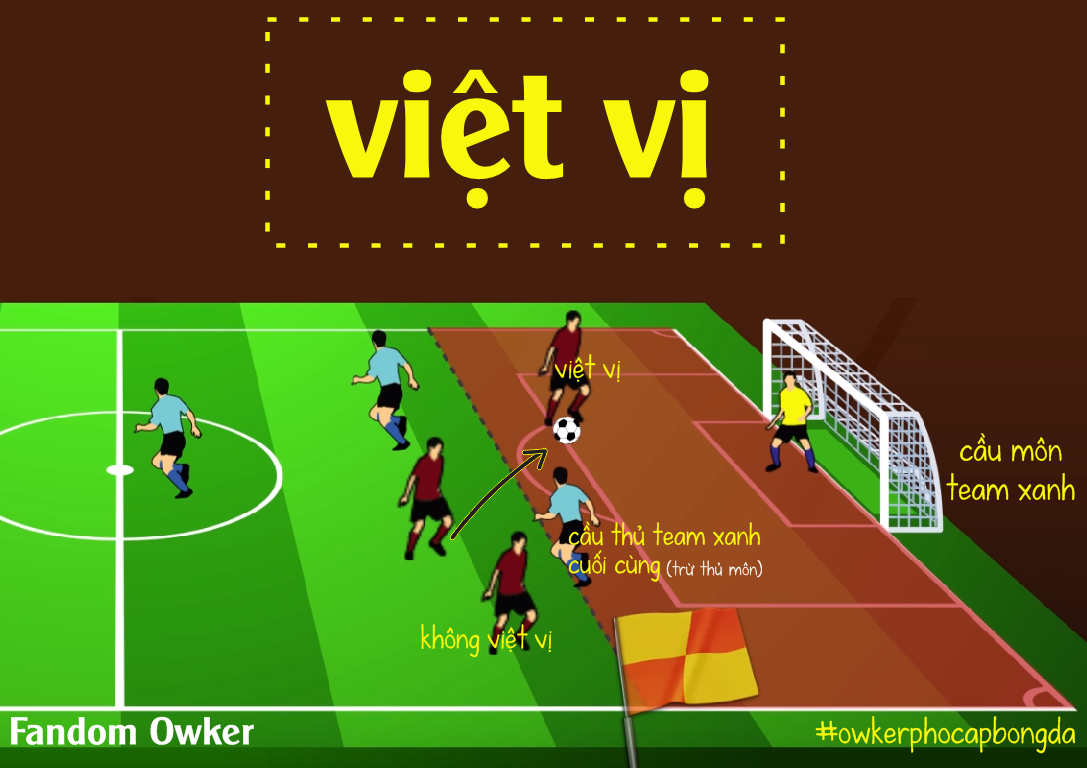 việt vị
việt vị
cầu môn
team xanh
cầu thủ team xanh
cuối cùng (trừ thủ môn)
không việt vị
Fandom Owker
#owkerphocapbongda